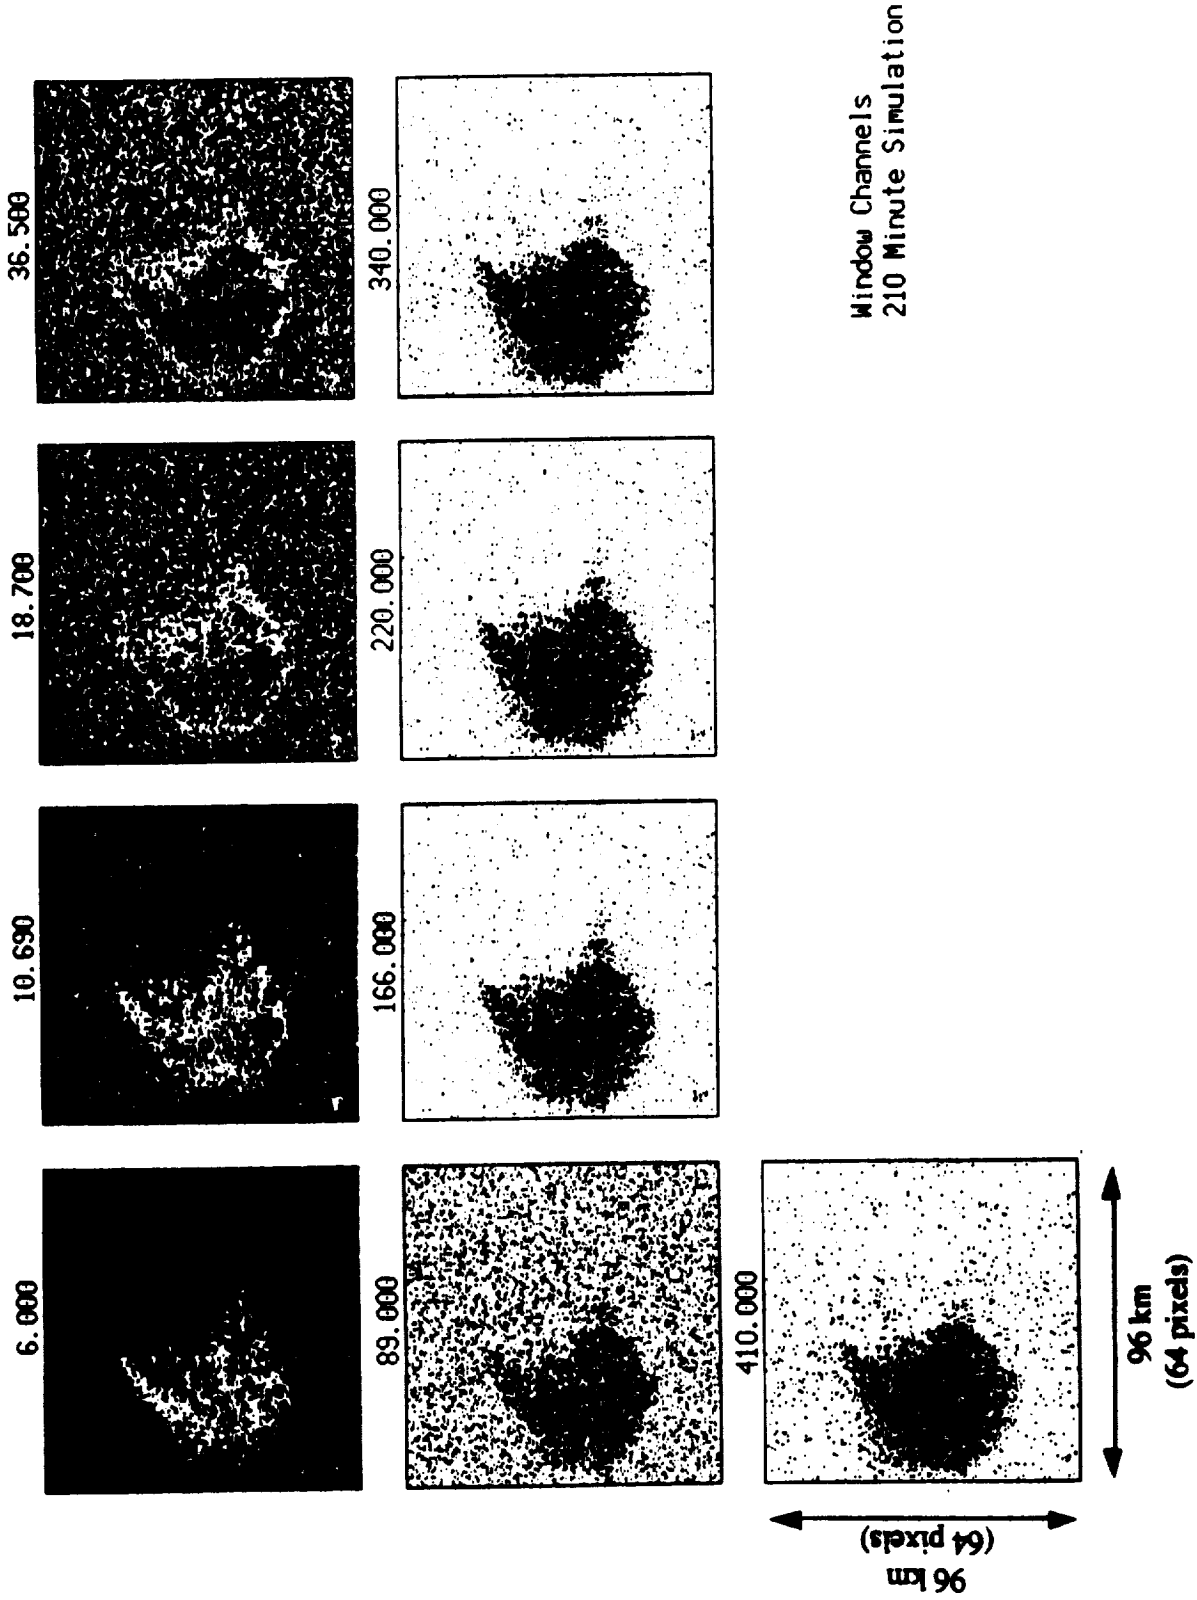 6.000
10.690
18.700
36.500
89.000
166.000
220.000
340.000
410.000
96 km
(64 pixels)
96 km
(64 pixels)
Window Channels
210 Minute Simulation